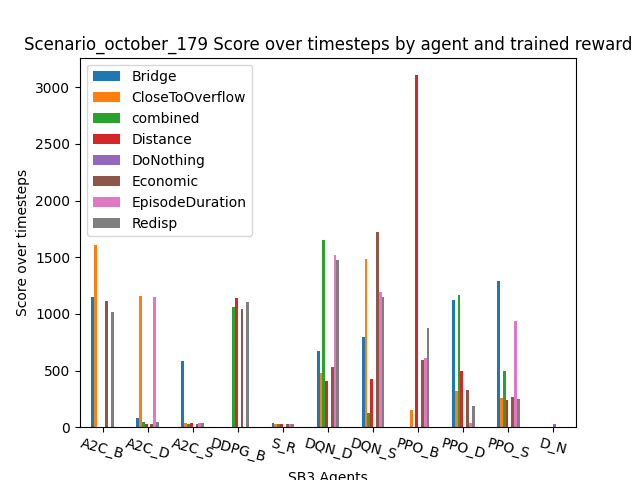 Scenario_october_179 Score over timesteps by agent and trained reward
Bridge
CloseToOverflow
combined
Distance
DoNothing
Economic
EpisodeDuration
Redisp
Score over timesteps
3000
2500
2000
1500
1000
500
0
A2C_B
A2C_D
A2C_S
DDPG_B
S_R
DQN_D
DQN_S
PPO_B
PPO_D
PPO_S
D_N
SB3 Agents